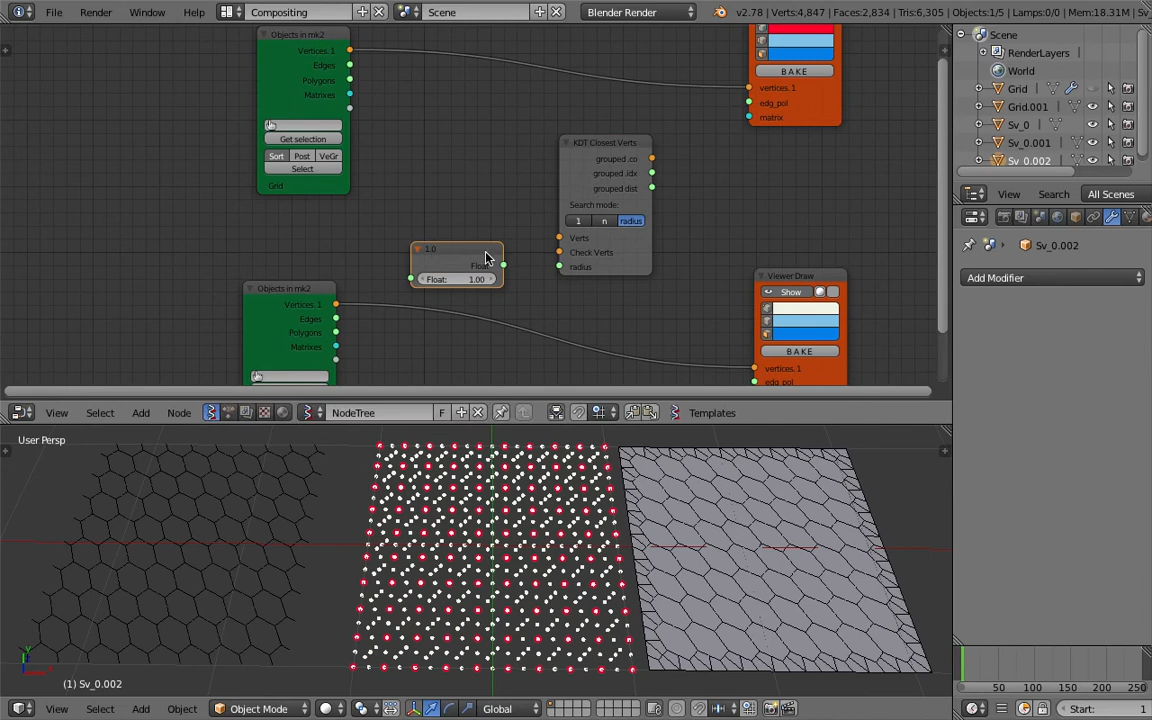 File Render Window Help Compositing Scene Blender Render v2.78 | Verts:4,847 | Faces:2,834 | Tris:6,305 | Objects:1/5 | Lamps:0/0 | Mem:18.31M | Sv_
Objects in mk2
Vertices.1
Edges
Polygons
Matrixes
Get selection
Sort Post VeGr
Select
Grid
BAKE
vertices.1
edg_pol
matrix
KDT Closest Verts
grouped .co
grouped .idx
grouped dist
Search mode:
1 n radius
Verts
Check Verts
radius
1.0
Float
Float: 1.00
Objects in mk2
Vertices.1
Edges
Polygons
Matrixes
Viewer Draw
Show
BAKE
vertices.1
edg_pol
View Select Add Node NodeTree F Templates
User Persp
(1) Sv_0.002
View Select Add Object Object Mode Global
Scene
RenderLayers
World
Grid
Grid.001
Sv_0
Sv_0.001
Sv_0.002
View Search All Scenes
Sv_0.002
Add Modifier
50 100 150 200 250
Start: 1